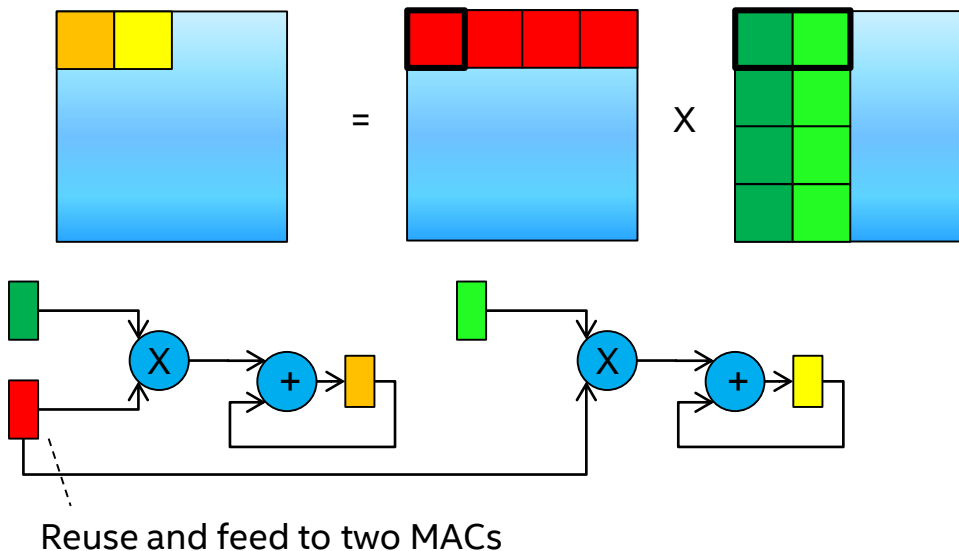 = X
X + X +
Reuse and feed to two MACs